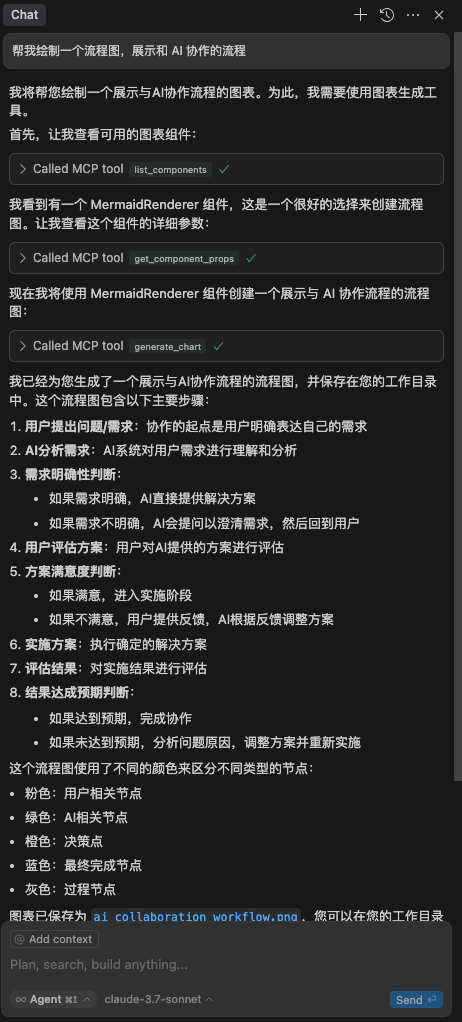 Chat
帮我绘制一个流程图，展示和 AI 协作的流程
我将帮您绘制一个展示与AI协作流程的图表。为此，我需要使用图表生成工
具。
首先，让我查看可用的图表组件：
Called MCP tool list_components
我看到有一个 MermaidRenderer 组件，这是一个很好的选择来创建流程
图。让我查看这个组件的详细参数：
Called MCP tool get_component_props
现在我将使用 MermaidRenderer 组件创建一个展示与 AI 协作流程的流程
图：
Called MCP tool generate_chart
我已经为您生成了一个展示与AI协作流程的流程图，并保存在您的工作目录
中。这个流程图包含以下主要步骤：
1. 用户提出问题/需求：协作的起点是用户明确表达自己的需求
2. AI分析需求：AI系统对用户需求进行理解和分析
3. 需求明确性判断：
• 如果需求明确，AI直接提供解决方案
• 如果需求不明确，AI会提问以澄清需求，然后回到用户
4. 用户评估方案：用户对AI提供的方案进行评估
5. 方案满意度判断：
• 如果满意，进入实施阶段
• 如果不满意，用户提供反馈，AI根据反馈调整方案
6. 实施方案：执行确定的解决方案
7. 评估结果：对实施结果进行评估
8. 结果达成预期判断：
• 如果达到预期，完成协作
• 如果未达到预期，分析问题原因，调整方案并重新实施
这个流程图使用了不同的颜色来区分不同类型的节点：
• 粉色：用户相关节点
• 绿色：AI相关节点
• 橙色：决策点
• 蓝色：最终完成节点
• 灰色：过程节点
图表已保存为 ai_collaboration_workflow.png，您可以在您的工作目录
@ Add context
Plan, search, build anything...
∞ Agent ⌘I claude-3.7-sonnet Send ⏎